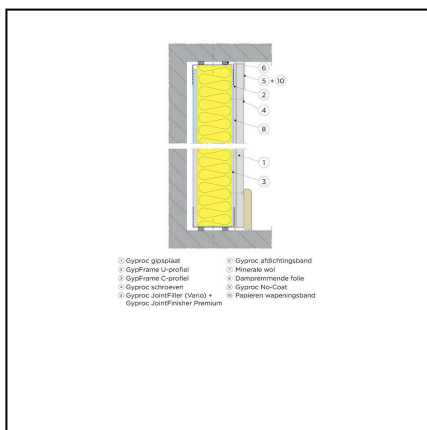 6
5 + 10
2
4
8
1
3
① Gyproc gipsplaat
② GypFrame U-profiel
③ GypFrame C-profiel
④ Gyproc schroeven
⑤ Gyproc JointFiller (Vario) +
Gyproc JointFinisher Premium
⑥ Gyproc afdichtingsband
⑦ Minerale wol
⑧ Dampremmende folie
⑨ Gyproc No-Coat
⑩ Papieren wapeningsband